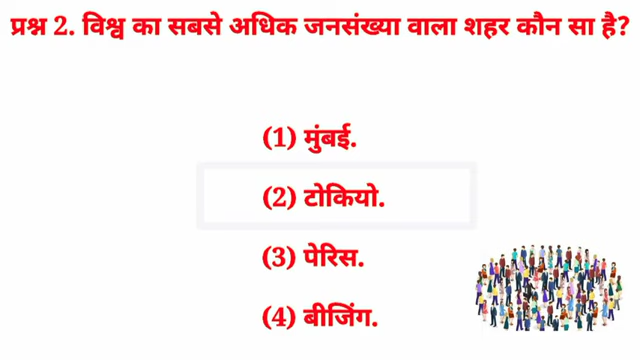 प्रश्न 2. विश्व का सबसे अधिक जनसंख्या वाला शहर कौन सा है?
(1) मुंबई.
(2) टोकियो.
(3) पेरिस.
(4) बीजिंग.